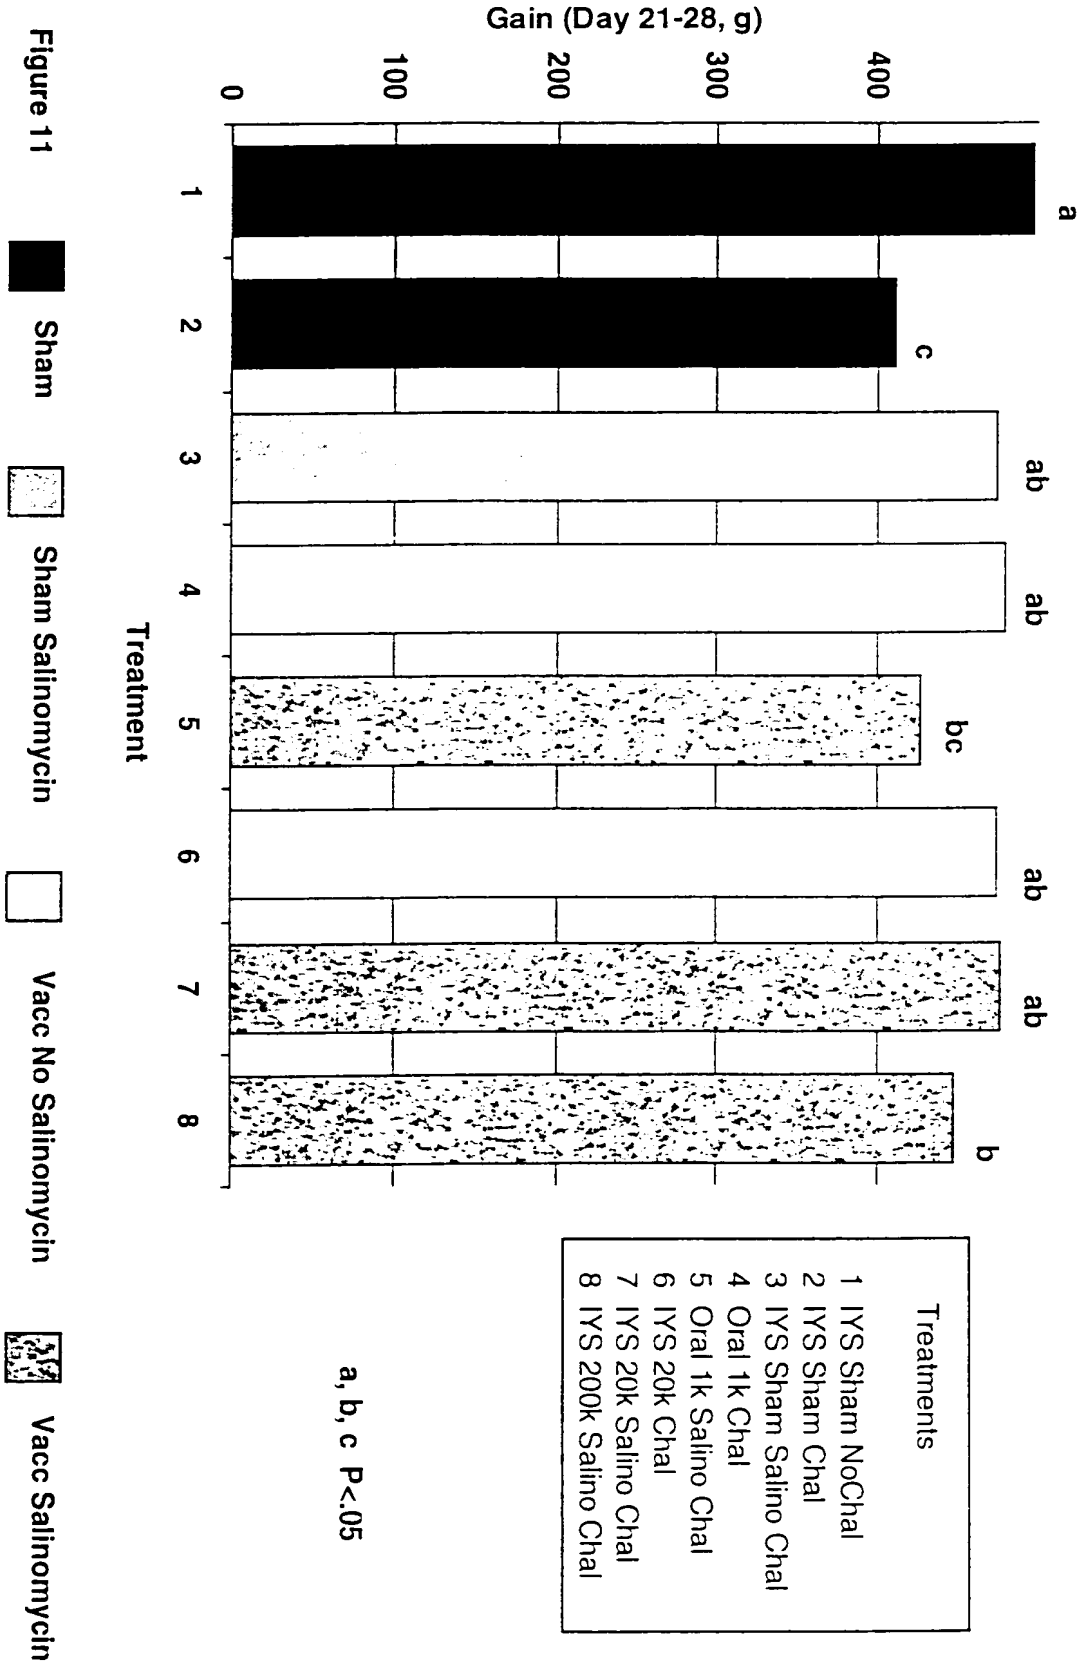 Gain (Day 21-28, g)
400
300
200
100
0
a
c
ab
ab
bc
ab
ab
b
1
2
3
4
5
6
7
8
Treatment
Treatments
1 IYS Sham NoChal
2 IYS Sham Chal
3 IYS Sham Salino Chal
4 Oral 1k Chal
5 Oral 1k Salino Chal
6 IYS 20k Chal
7 IYS 20k Salino Chal
8 IYS 200k Salino Chal
a, b, c P<.05
Figure 11
Sham
Sham Salinomycin
Vacc No Salinomycin
Vacc Salinomycin